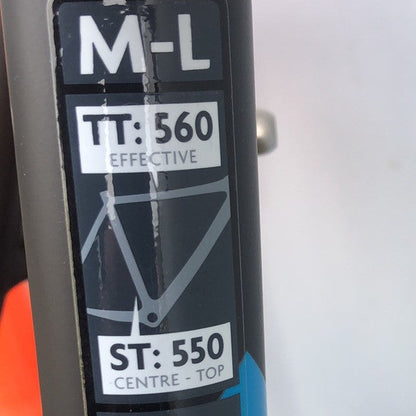 M-L
TT: 560
EFFECTIVE
ST: 550
CENTRE - TOP